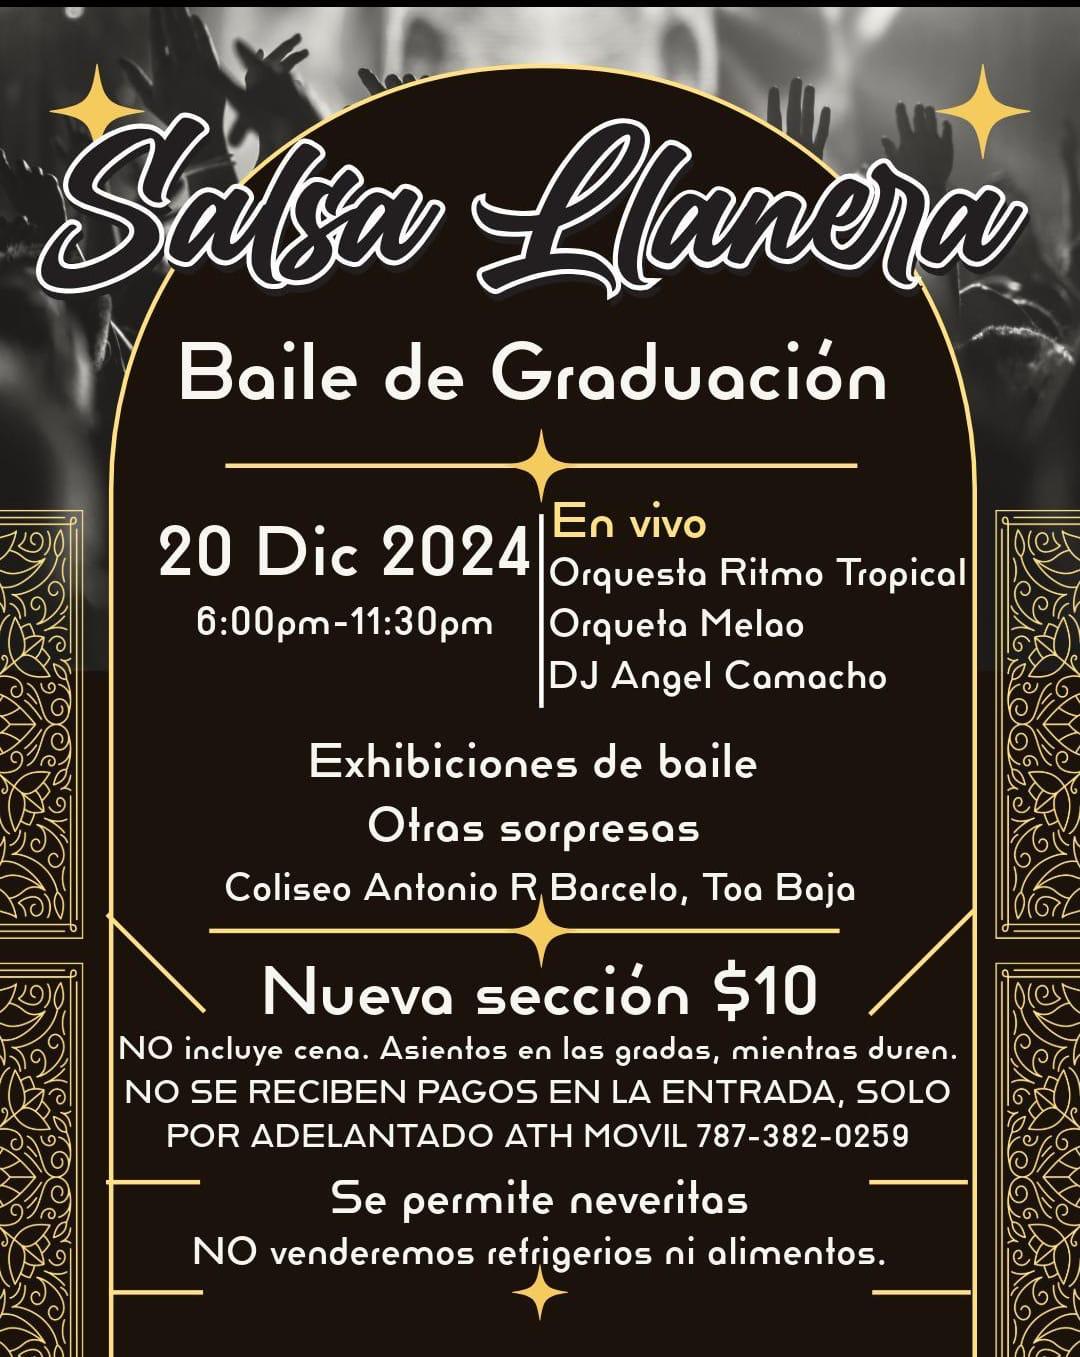 Salsa Llanera
Baile de Graduación
20 Dic 2024
6:00pm-11:30pm
En vivo
Orquesta Ritmo Tropical
Orqueta Melao
DJ Angel Camacho
Exhibiciones de baile
Otras sorpresas
Coliseo Antonio R Barcelo, Toa Baja
Nueva sección $10
NO incluye cena. Asientos en las gradas, mientras duren.
NO SE RECIBEN PAGOS EN LA ENTRADA, SOLO
POR ADELANTADO ATH MOVIL 787-382-0259
Se permite neveritas
NO venderemos refrigerios ni alimentos.